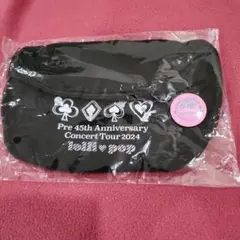 Pre 45th Anniversary
Concert Tour 2024
lolli♥pop